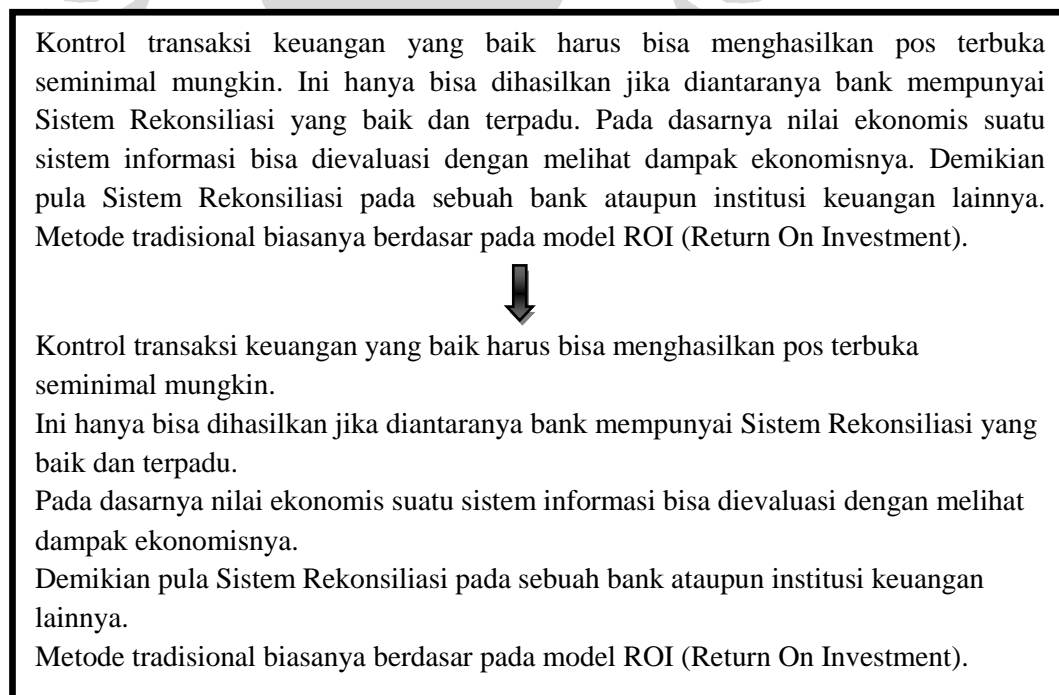 Kontrol transaksi keuangan yang baik harus bisa menghasilkan pos terbuka
seminimal mungkin. Ini hanya bisa dihasilkan jika diantaranya bank mempunyai
Sistem Rekonsiliasi yang baik dan terpadu. Pada dasarnya nilai ekonomis suatu
sistem informasi bisa dievaluasi dengan melihat dampak ekonomisnya. Demikian
pula Sistem Rekonsiliasi pada sebuah bank ataupun institusi keuangan lainnya.
Metode tradisional biasanya berdasar pada model ROI (Return On Investment).
Kontrol transaksi keuangan yang baik harus bisa menghasilkan pos terbuka
seminimal mungkin.
Ini hanya bisa dihasilkan jika diantaranya bank mempunyai Sistem Rekonsiliasi yang
baik dan terpadu.
Pada dasarnya nilai ekonomis suatu sistem informasi bisa dievaluasi dengan melihat
dampak ekonomisnya.
Demikian pula Sistem Rekonsiliasi pada sebuah bank ataupun institusi keuangan
lainnya.
Metode tradisional biasanya berdasar pada model ROI (Return On Investment).